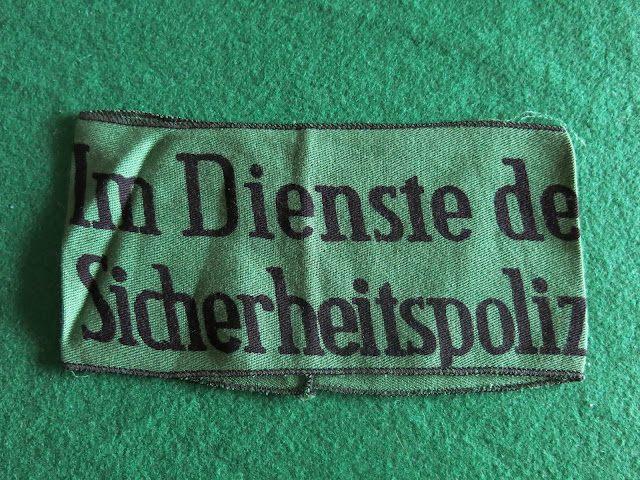 Im Dienste de
Sicherheitspoliz